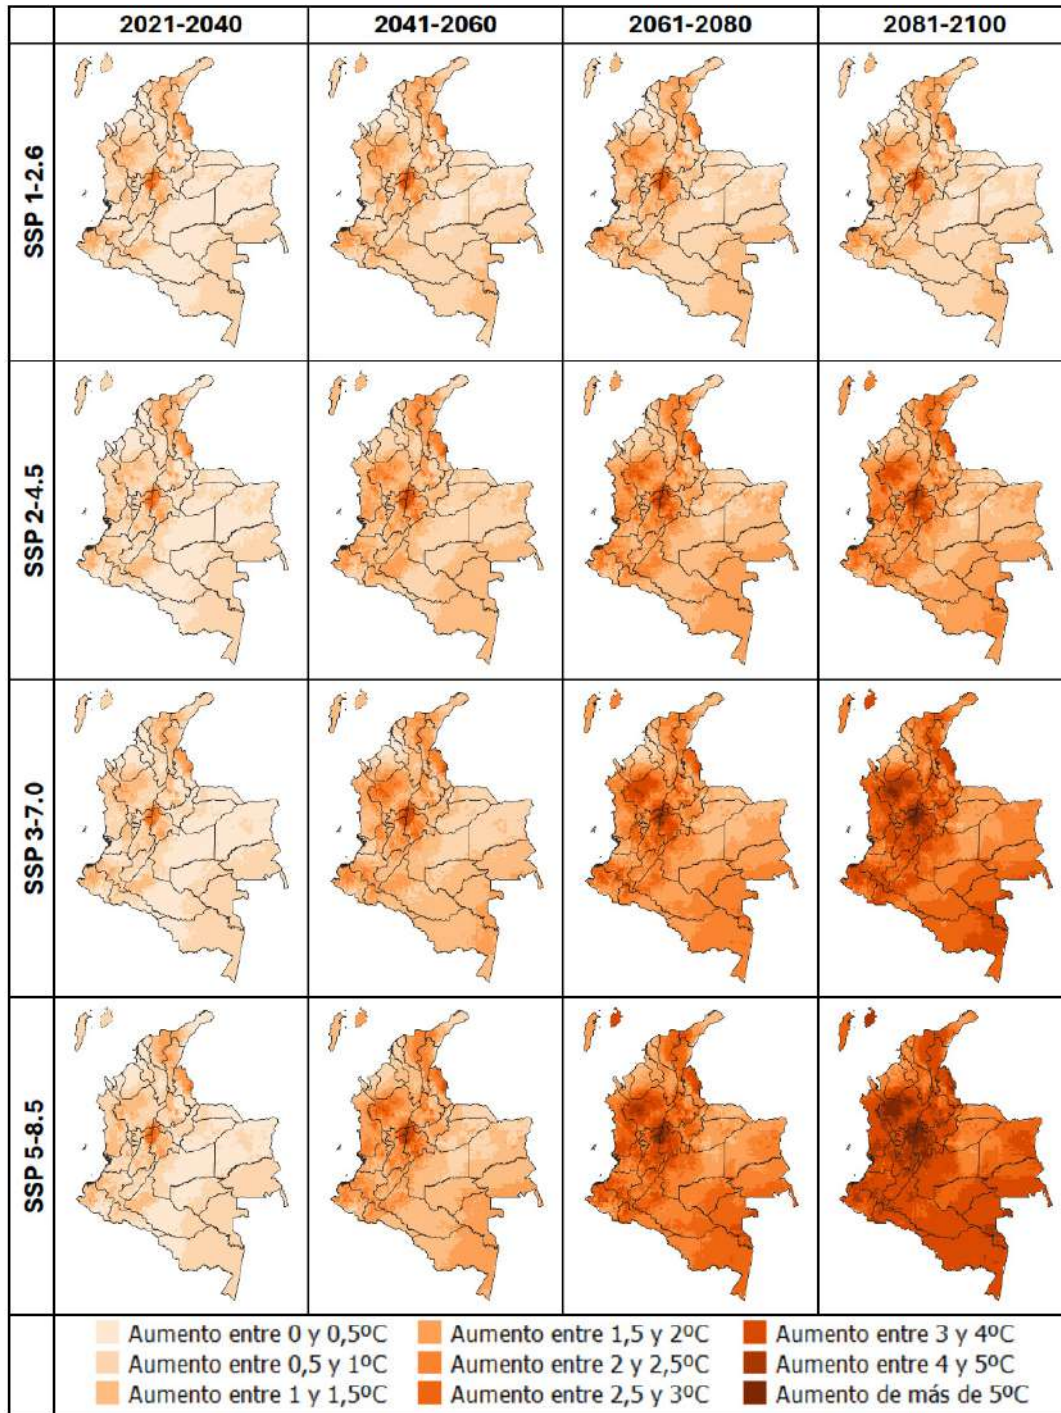 2021-2040 2041-2060 2061-2080 2081-2100
SSP 1-2.6
SSP 2-4.5
SSP 3-7.0
SSP 5-8.5
Aumento entre 0 y 0,5ºC Aumento entre 1,5 y 2ºC Aumento entre 3 y 4ºC
Aumento entre 0,5 y 1ºC Aumento entre 2 y 2,5ºC Aumento entre 4 y 5ºC
Aumento entre 1 y 1,5ºC Aumento entre 2,5 y 3ºC Aumento de más de 5ºC